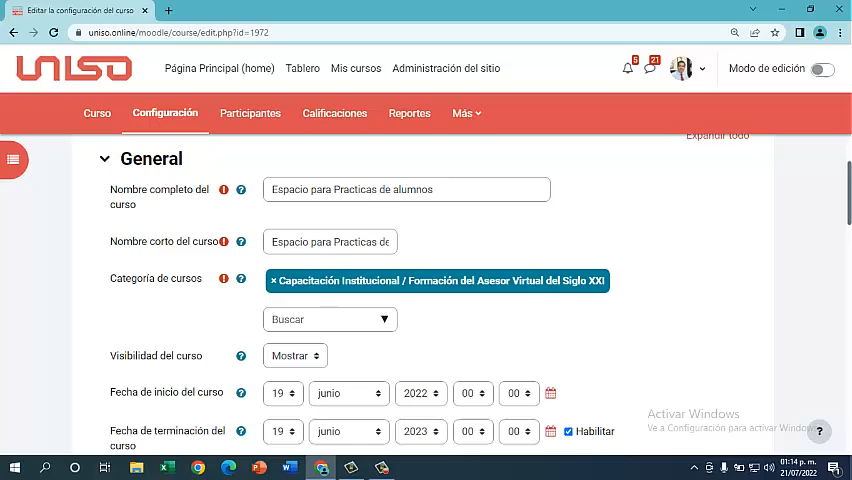 Editar la configuración del curso
uniso.online/moodle/course/edit.php?id=1972
UNISO
Página Principal (home) Tablero Mis cursos Administración del sitio
5 21
Modo de edición
Curso Configuración Participantes Calificaciones Reportes Más
Expandir todo
General
Nombre completo del curso
Espacio para Practicas de alumnos
Nombre corto del curso
Espacio para Practicas de
Categoría de cursos
× Capacitación Institucional / Formación del Asesor Virtual del Siglo XXI
Buscar
Visibilidad del curso
Mostrar
Fecha de inicio del curso
19 junio 2022 00 00
Fecha de terminación del curso
19 junio 2023 00 00 Habilitar
Activar Windows
Ve a Configuración para activar Windows.
?
01:14 p. m.
21/07/2022